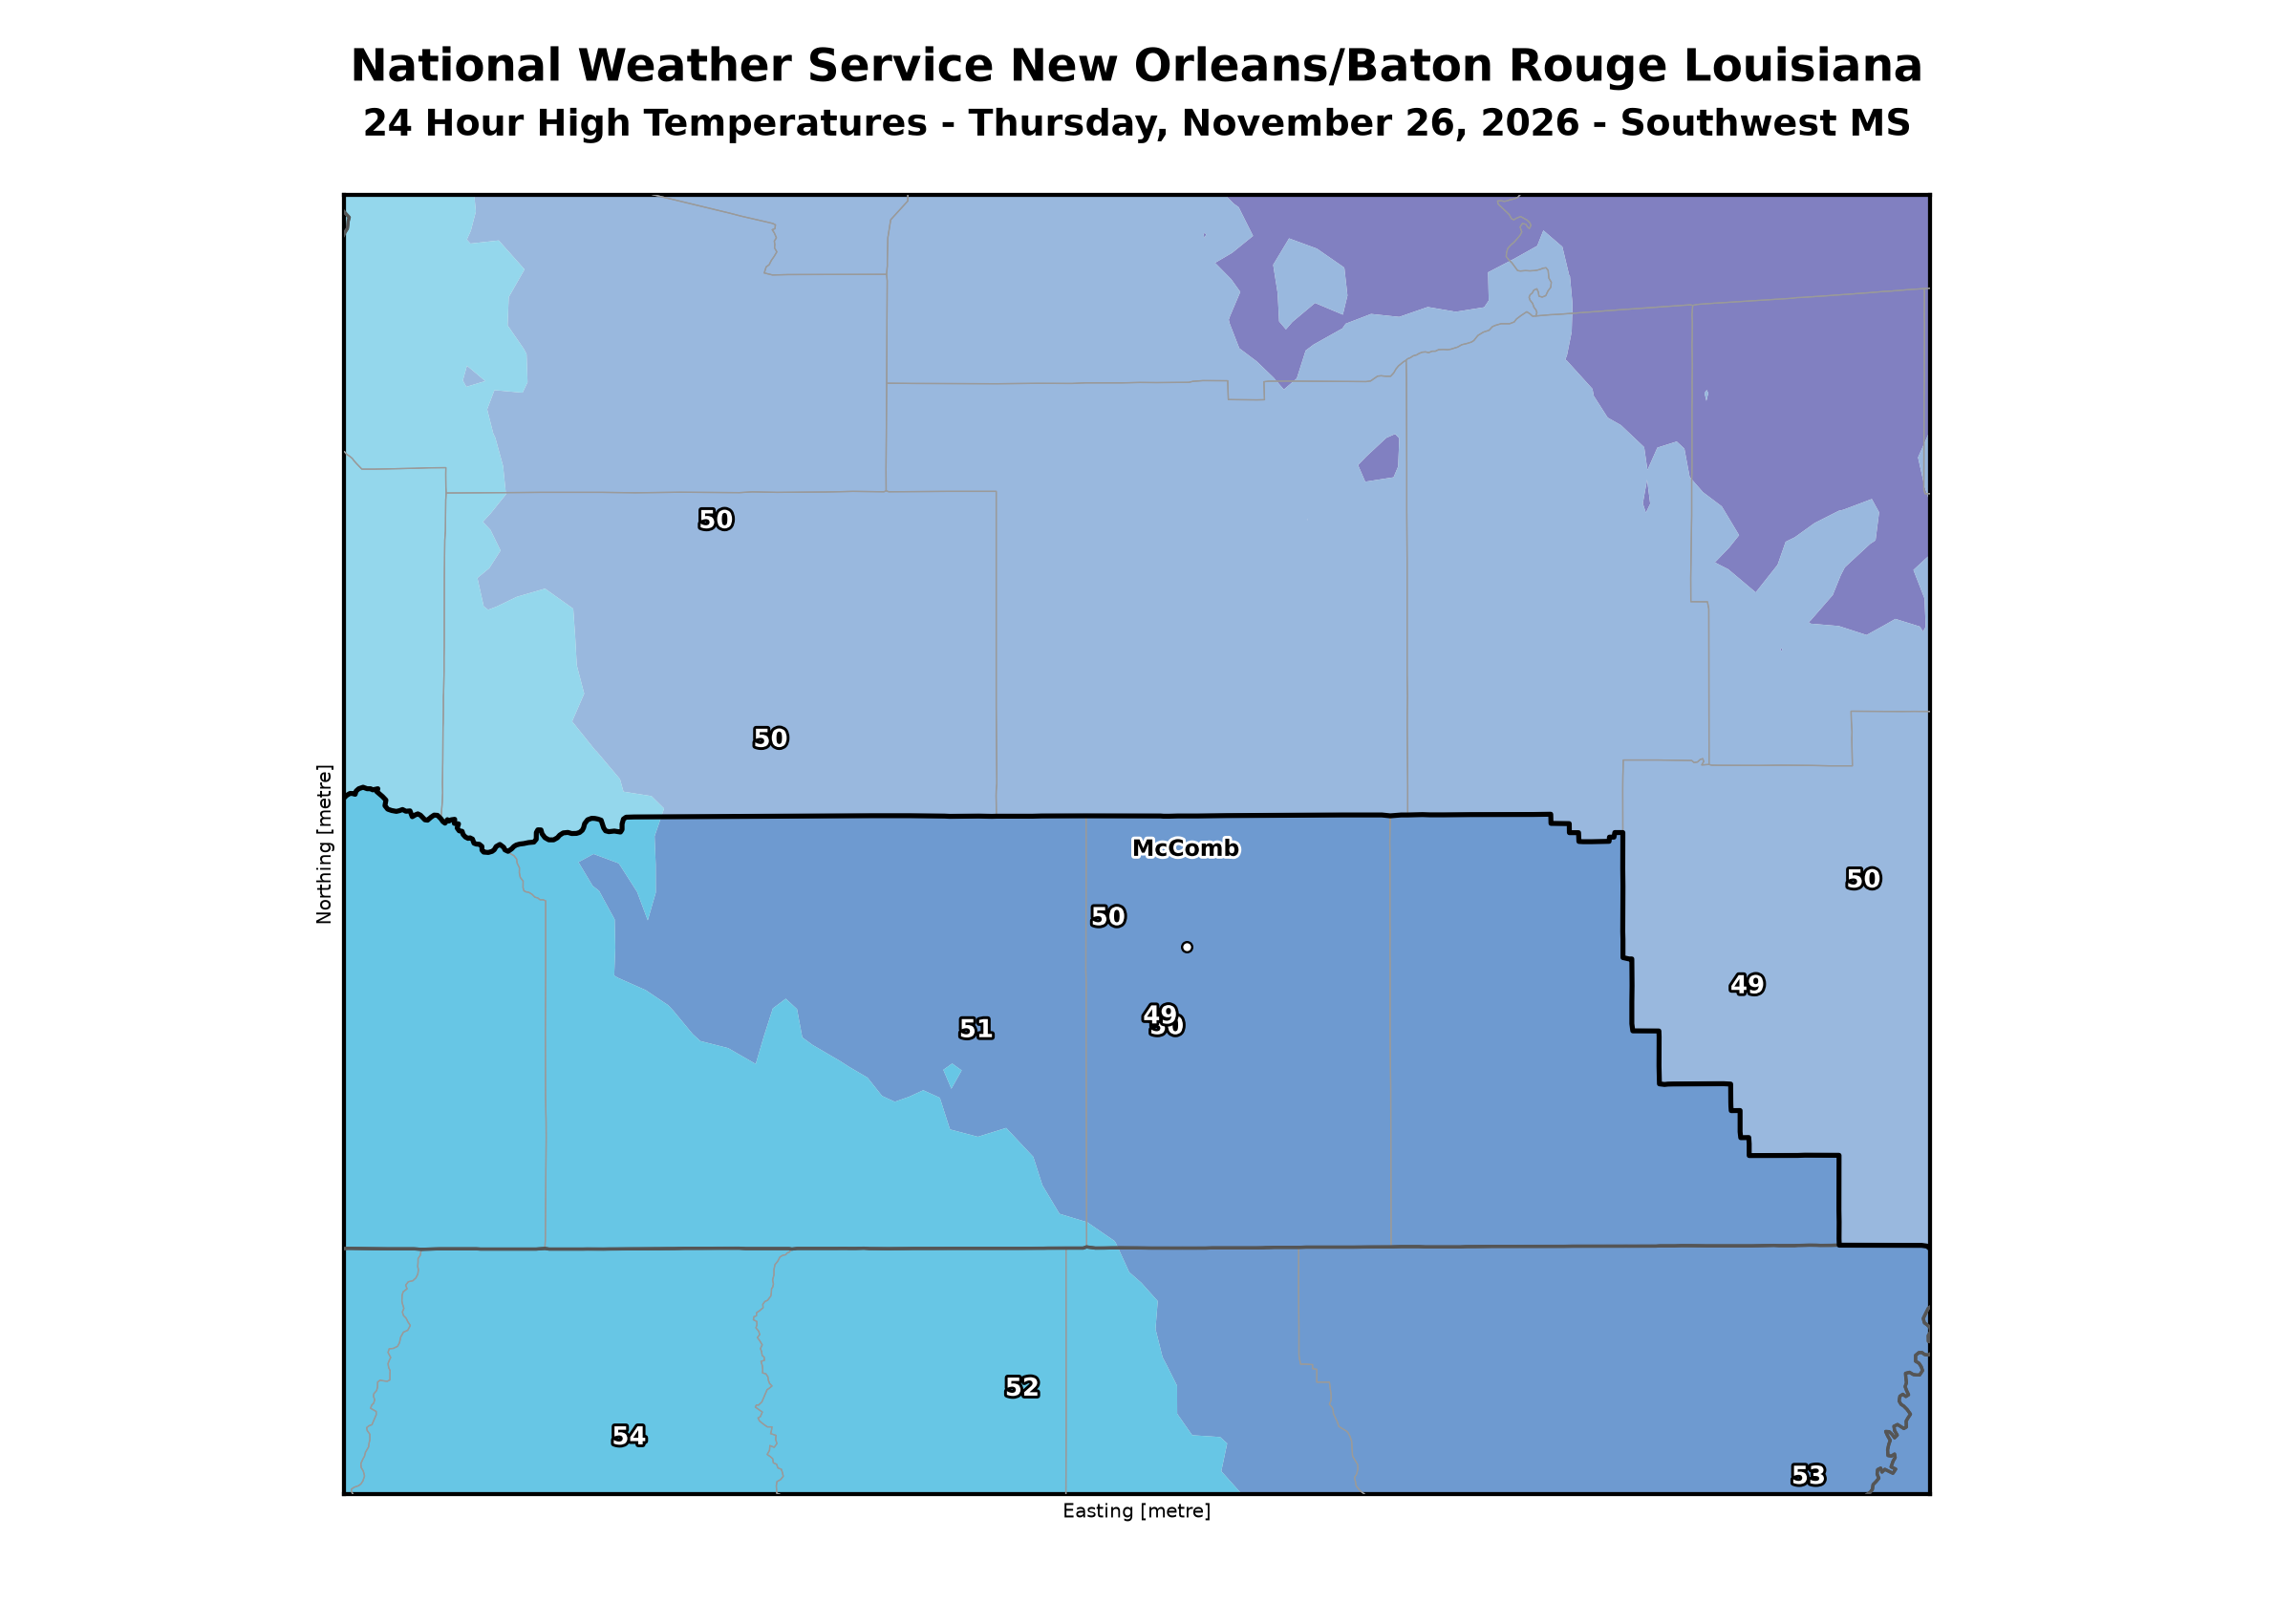 National Weather Service New Orleans/Baton Rouge Louisiana
24 Hour High Temperatures - Thursday, November 26, 2026 - Southwest MS
50
50
Northing [metre]
McComb
50
50
49
49
51
52
54
53
Easting [metre]